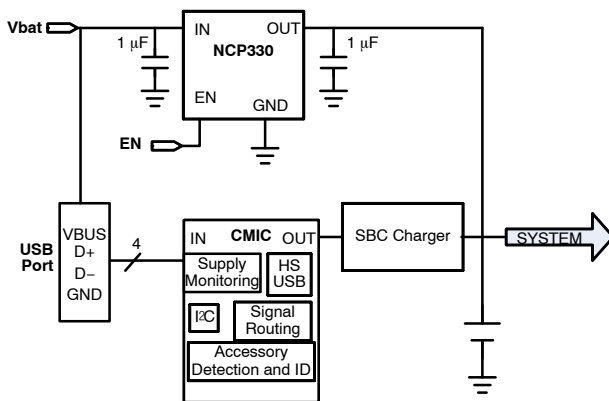 Vbat
1 μF
IN
OUT
NCP330
1 μF
EN
GND
EN
USB
Port
VBUS
D+
D−
GND
4
IN
CMIC
OUT
Supply
Monitoring
HS
USB
I²C
Signal
Routing
Accessory
Detection and ID
SBC Charger
SYSTEM